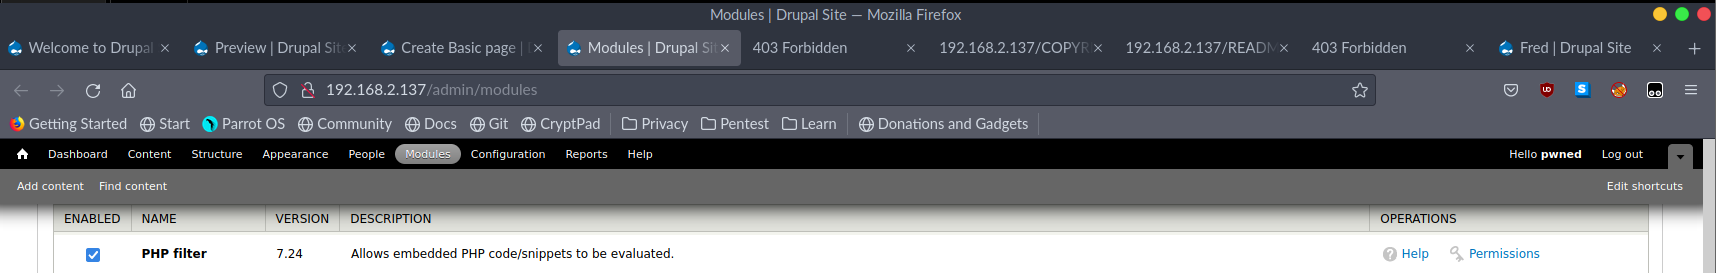 Modules | Drupal Site — Mozilla Firefox
Welcome to Drupal Preview | Drupal Sit Create Basic page | Modules | Drupal Sit 403 Forbidden 192.168.2.137/COPYR 192.168.2.137/READM 403 Forbidden Fred | Drupal Site
192.168.2.137/admin/modules
Getting Started Start Parrot OS Community Docs Git CryptPad Privacy Pentest Learn Donations and Gadgets
Dashboard Content Structure Appearance People Modules Configuration Reports Help Hello pwned Log out
Add content Find content Edit shortcuts
ENABLED NAME VERSION DESCRIPTION OPERATIONS
PHP filter 7.24 Allows embedded PHP code/snippets to be evaluated. Help Permissions